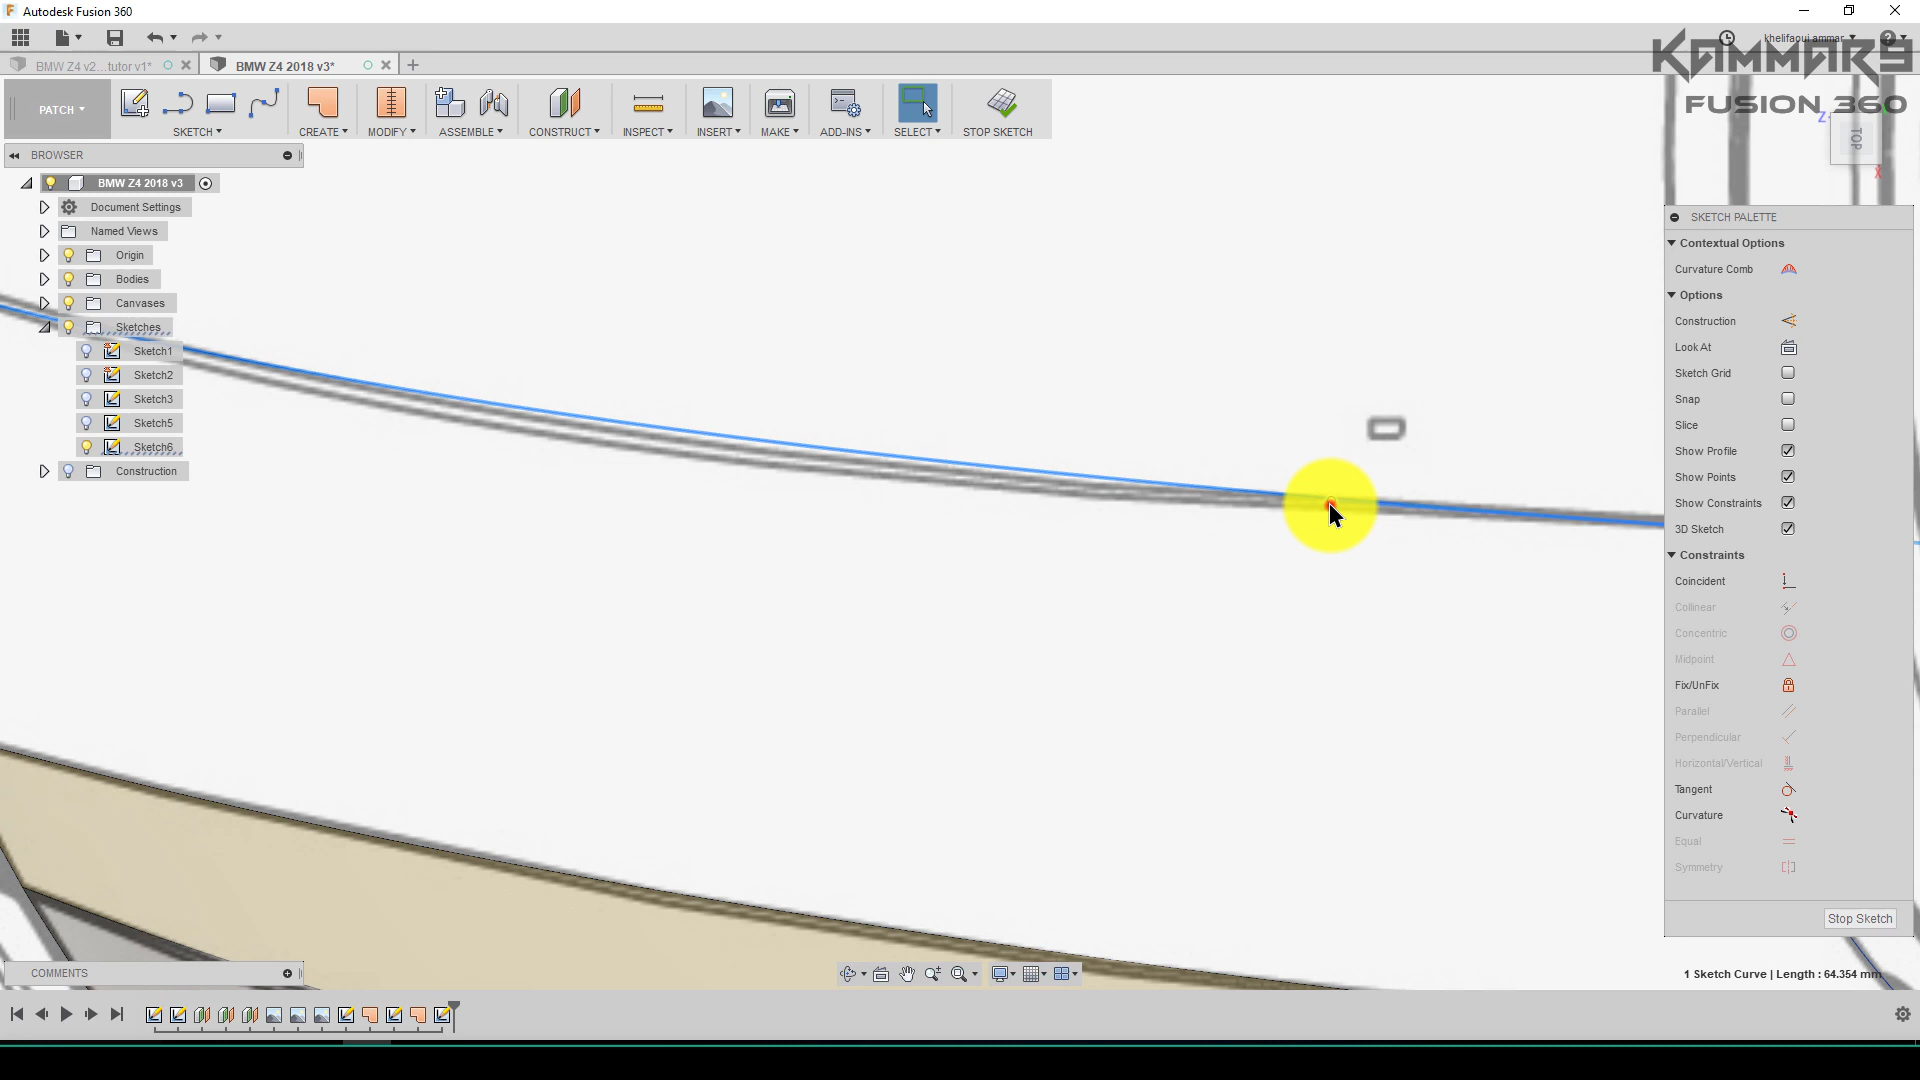 Autodesk Fusion 360
khelifaoui ammar
KAMMAR9
FUSION 360
BMW Z4 v2...tutor v1*
BMW Z4 2018 v3*
PATCH
SKETCH
CREATE
MODIFY
ASSEMBLE
CONSTRUCT
INSPECT
INSERT
MAKE
ADD-INS
SELECT
STOP SKETCH
Z
TOP
X
BROWSER
BMW Z4 2018 v3
Document Settings
Named Views
Origin
Bodies
Canvases
Sketches
Sketch1
Sketch2
Sketch3
Sketch5
Sketch6
Construction
SKETCH PALETTE
Contextual Options
Curvature Comb
Options
Construction
Look At
Sketch Grid
Snap
Slice
Show Profile
Show Points
Show Constraints
3D Sketch
Constraints
Coincident
Collinear
Concentric
Midpoint
Fix/UnFix
Parallel
Perpendicular
Horizontal/Vertical
Tangent
Curvature
Equal
Symmetry
Stop Sketch
COMMENTS
1 Sketch Curve | Length : 64.354 mm